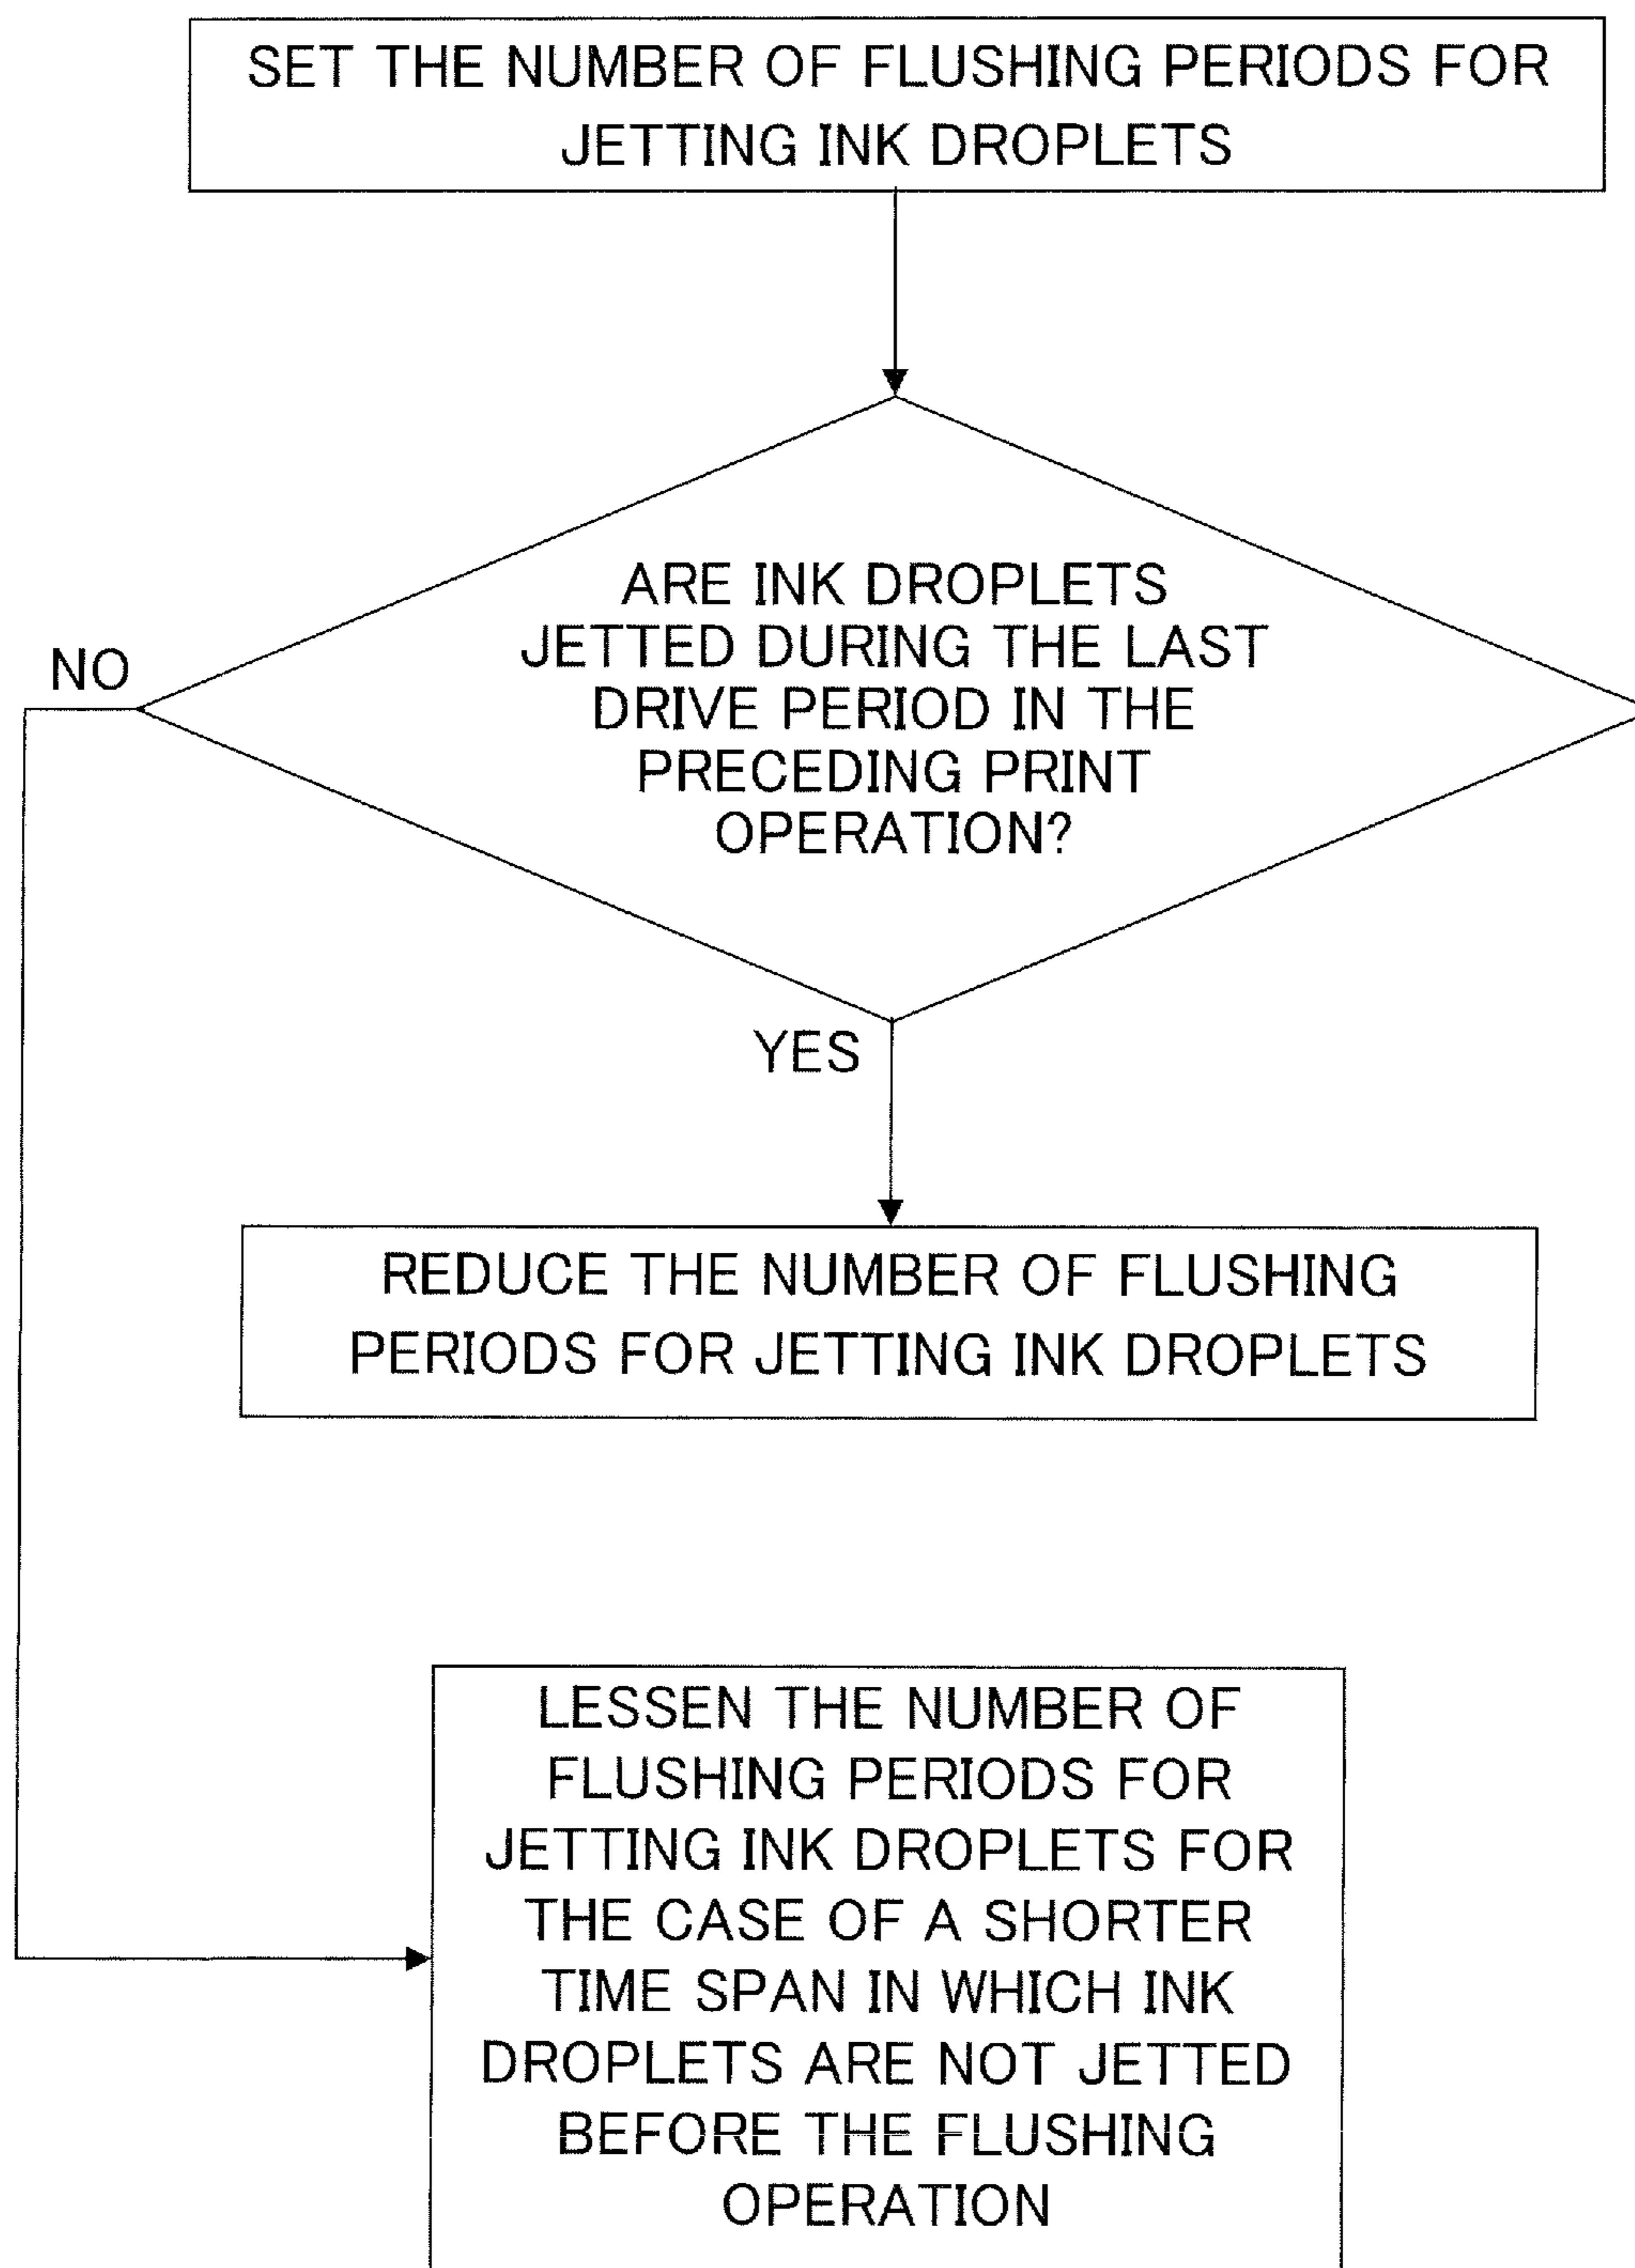 SET THE NUMBER OF FLUSHING PERIODS FOR
JETTING INK DROPLETS
ARE INK DROPLETS
JETTED DURING THE LAST
DRIVE PERIOD IN THE
PRECEDING PRINT
OPERATION?
NO
YES
REDUCE THE NUMBER OF FLUSHING
PERIODS FOR JETTING INK DROPLETS
LESSEN THE NUMBER OF
FLUSHING PERIODS FOR
JETTING INK DROPLETS FOR
THE CASE OF A SHORTER
TIME SPAN IN WHICH INK
DROPLETS ARE NOT JETTED
BEFORE THE FLUSHING
OPERATION